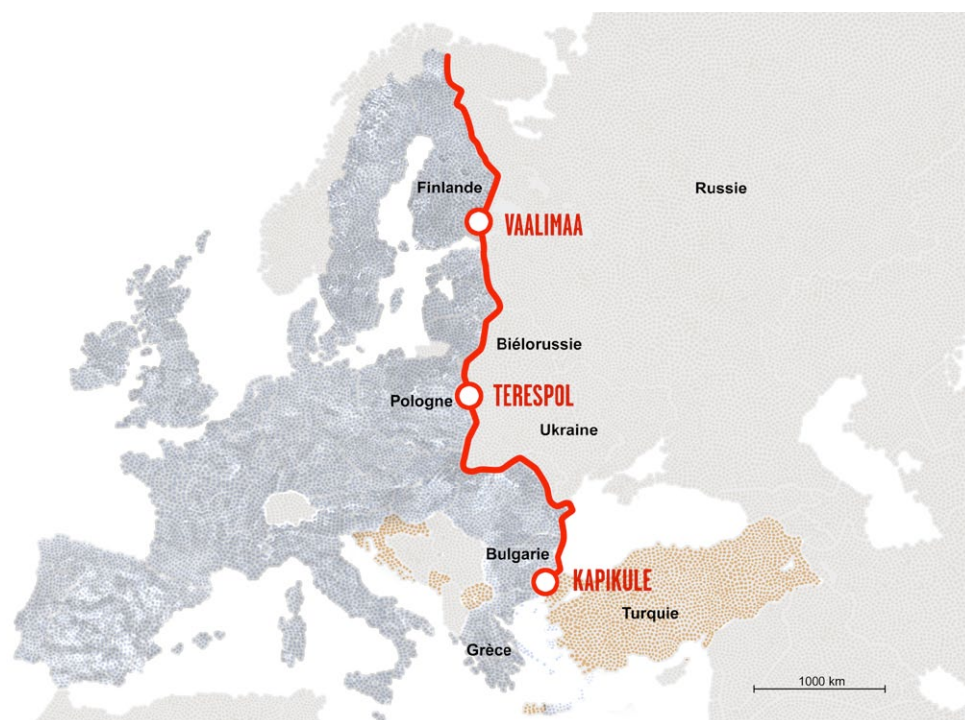 Finlande
Russie
VAALIMAA
Biélorussie
Pologne
TERESPOL
Ukraine
Bulgarie
KAPIKULE
Turquie
Grèce
1000 km